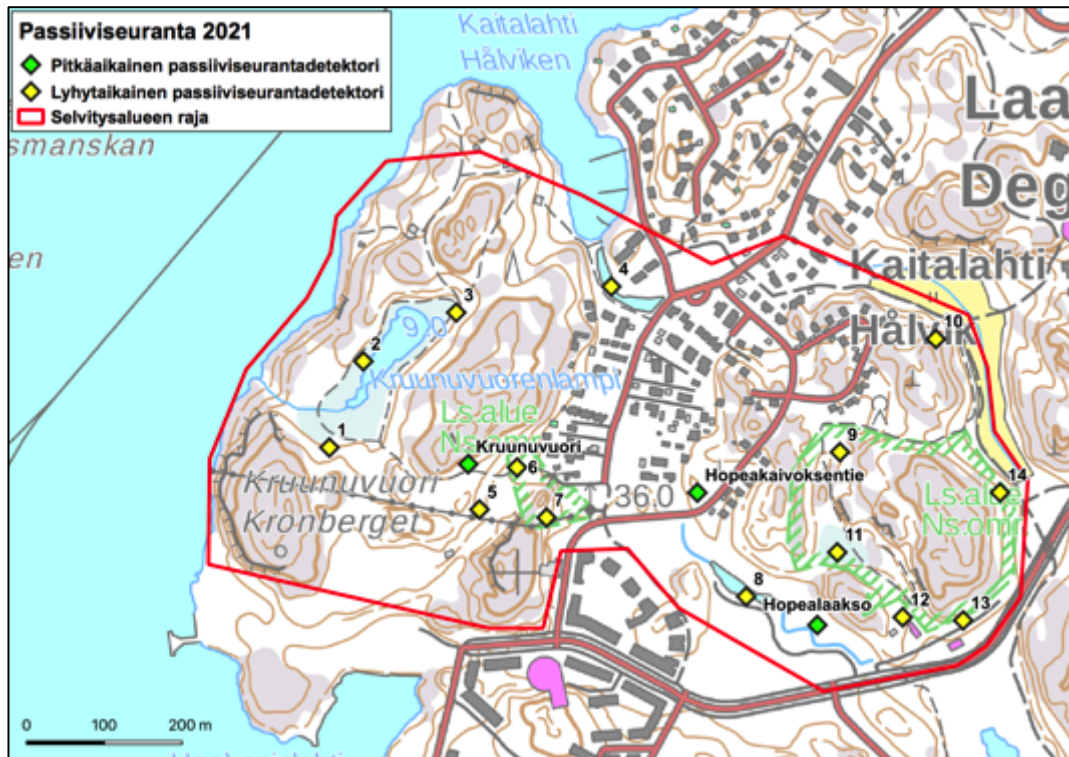 Passiiviseuranta 2021
Pitkäaikainen passiiviseurantadetektori
Lyhytaikainen passiiviseurantadetektori
Selvitysalueen raja
Kaitalahti
Hålviken
Laa
Deg
smanskan
en
Kaitalahti
Hålvik
4
3
10
9.0
2
Kruunuvuorenlampi
Ls.alue
Ns.omr
1
Kruunuvuori
6
9
Hopeakaivoksentie
14
Kruunuvuori
Kronberget
5
7
36.0
Ls.alue
Ns.omr
11
8
Hopealaakso
12
13
0 100 200 m